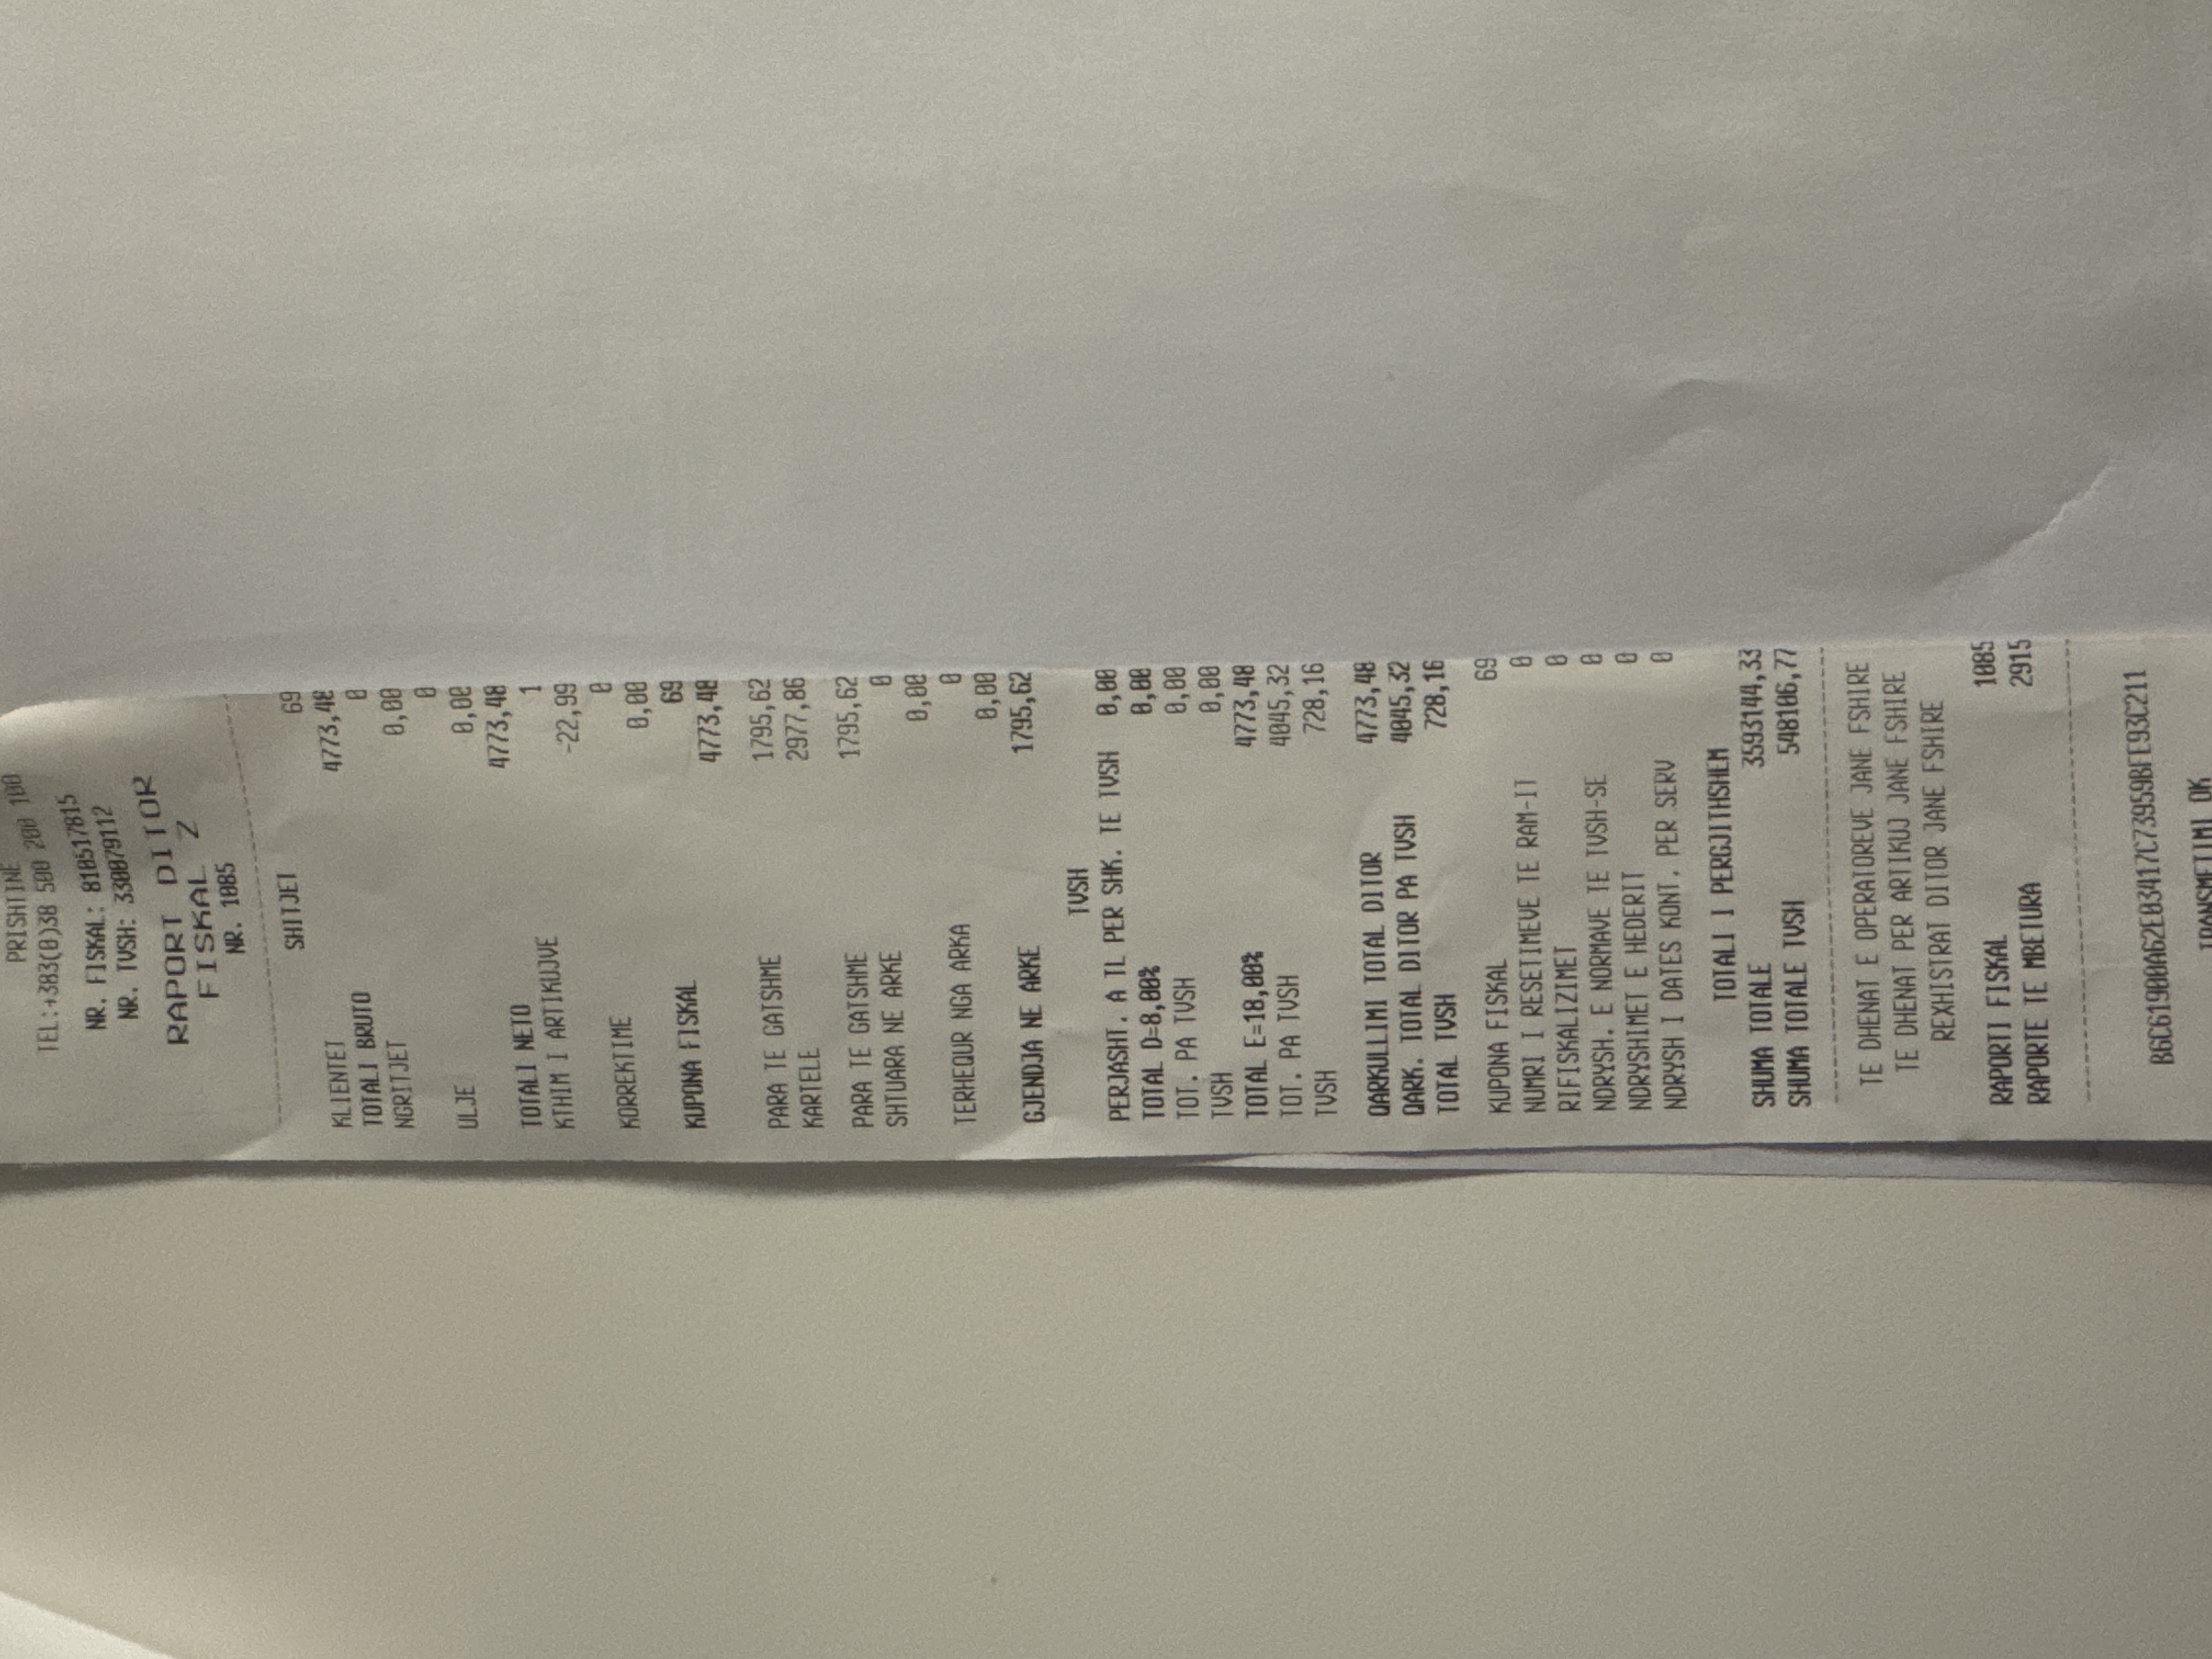 PRISHTINE
TEL:+383(0)38 500 200 100
NR. FISKAL: 810517815
NR. TVSH: 330079112
RAPORT DITOR
FISKAL Z
NR. 1085
SHITJET
KLIENTET 69
TOTALI BRUTO 4773,48
NGRITJET 0
0,00
ULJE 0
0,00
TOTALI NETO 4773,48
KTHIM I ARTIKUJVE 1
-22,99
KORREKTIME 0
0,00
KUPONA FISKAL 69
4773,48
PARA TE GATSHME 1795,62
KARTELE 2977,86
PARA TE GATSHME 1795,62
SHTUARA NE ARKE 0
0,00
TERHEQUR NGA ARKA 0
0,00
GJENDJA NE ARKE 1795,62
TVSH
PERJASHT. A TL PER SHK. TE TVSH 0,00
TOTAL D=8,00% 0,00
TOT. PA TVSH 0,00
TVSH 0,00
TOTAL E=18,00% 4773,48
TOT. PA TVSH 4045,32
TVSH 728,16
QARKULLIMI TOTAL DITOR 4773,48
QARK. TOTAL DITOR PA TVSH 4045,32
TOTAL TVSH 728,16
KUPONA FISKAL 69
NUMRI I RESETIMEVE TE RAM-IT 0
RIFISKALIZIMET 0
NDRYSH. E NORMAVE TE TVSH-SE 0
NDRYSHIMET E HEDERIT 0
NDRYSH I DATES KONT. PER SERV 0
TOTALI I PERGJITHSHEM
SHUMA TOTALE 3593144,33
SHUMA TOTALE TVSH 548106,77
TE DHENAT E OPERATOREVE JANE FSHIRE
TE DHENAT PER ARTIKUJ JANE FSHIRE
REXHISTRAT DITOR JANE FSHIRE
RAPORTI FISKAL 1085
RAPORTE TE MBETURA 2915
B6C61900A62E03417C73959BFE93C211
TRANSMETIMI OK